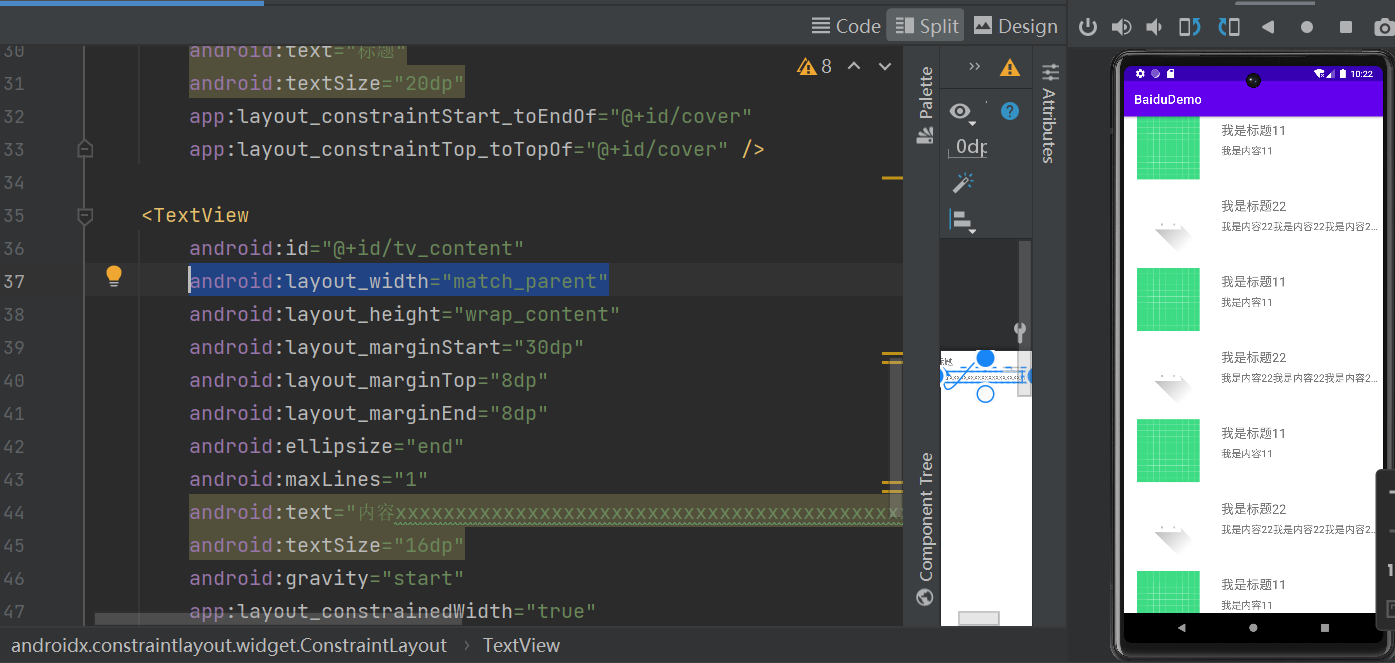 Code Split Design
30 android:text="标题"
31 android:textSize="20dp"
32 app:layout_constraintStart_toEndOf="@+id/cover"
33 app:layout_constraintTop_toTopOf="@+id/cover" />
34
35 <TextView
36 android:id="@+id/tv_content"
37 android:layout_width="match_parent"
38 android:layout_height="wrap_content"
39 android:layout_marginStart="30dp"
40 android:layout_marginTop="8dp"
41 android:layout_marginEnd="8dp"
42 android:ellipsize="end"
43 android:maxLines="1"
44 android:text="内容xxxxxxxxxxxxxxxxxxxxxxxxxxxxxxxxxxxxxxxxxxx
45 android:textSize="16dp"
46 android:gravity="start"
47 app:layout_constrainedWidth="true"
8
androidx.constraintlayout.widget.ConstraintLayout › TextView
Palette
Component Tree
0dp
Attributes
10:22
BaiduDemo
我是标题11
我是内容11
我是标题22
我是内容22我是内容22我是内容2...
我是标题11
我是内容11
我是标题22
我是内容22我是内容22我是内容2...
我是标题11
我是内容11
我是标题22
我是内容22我是内容22我是内容2...
我是标题11
我是内容11